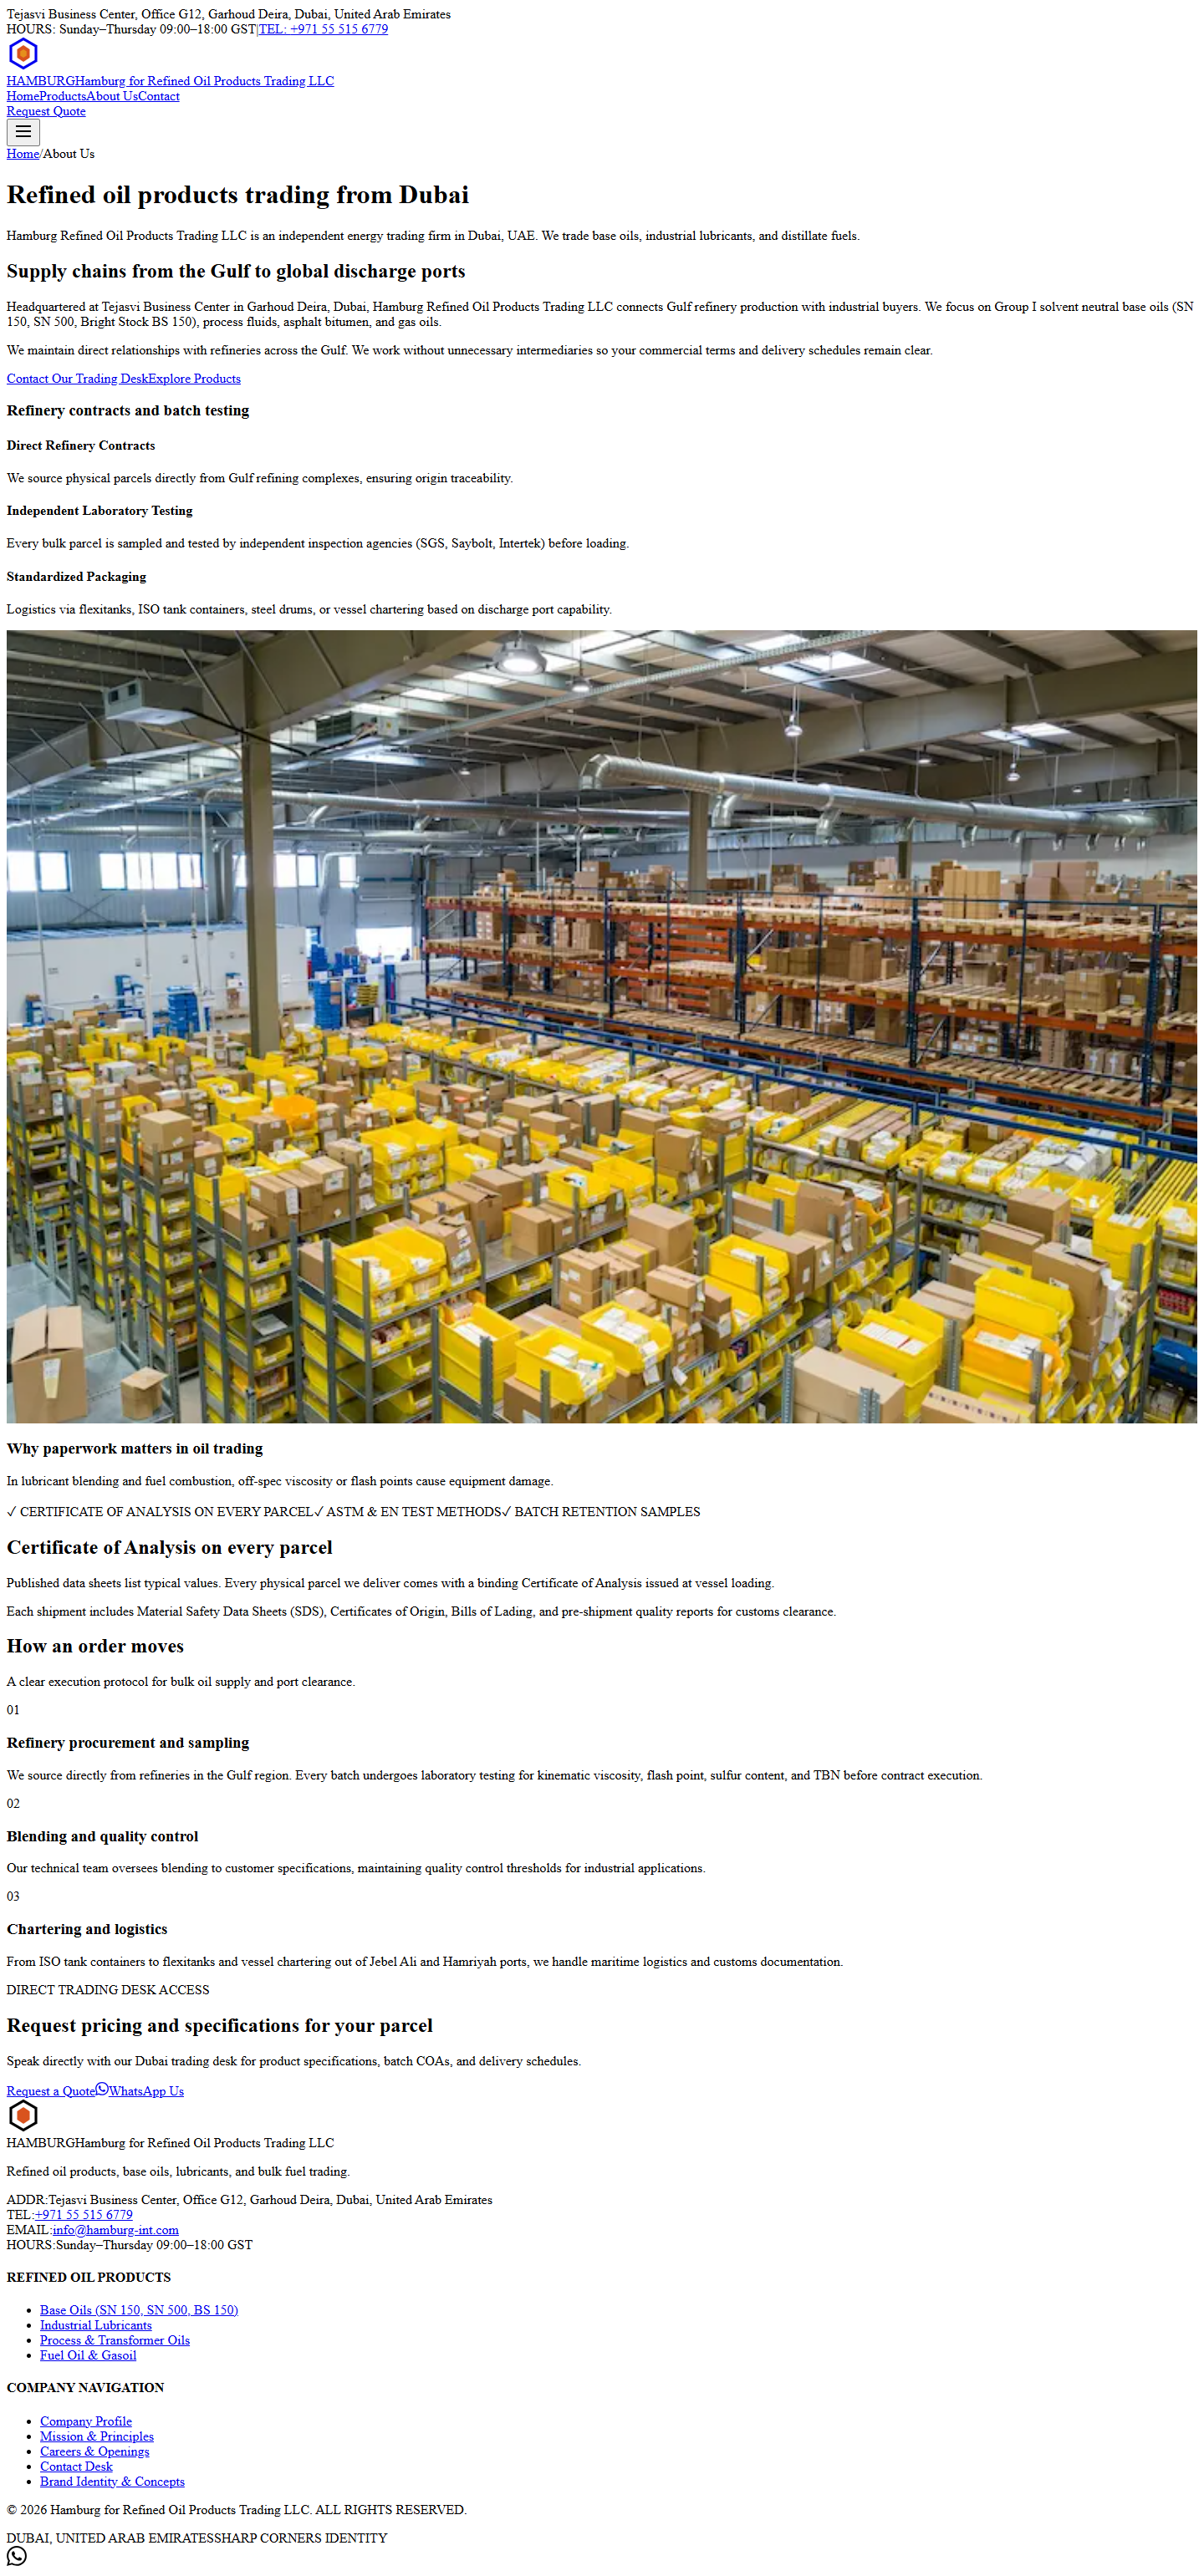 Tejasvi Business Center, Office G12, Garhoud Deira, Dubai, United Arab Emirates
HOURS: Sunday–Thursday 09:00–18:00 GST|TEL: +971 55 515 6779
HAMBURGHamburg for Refined Oil Products Trading LLC
HomeProductsAbout UsContact
Request Quote
Home/About Us
Refined oil products trading from Dubai
Hamburg Refined Oil Products Trading LLC is an independent energy trading firm in Dubai, UAE. We trade base oils, industrial lubricants, and distillate fuels.
Supply chains from the Gulf to global discharge ports
Headquartered at Tejasvi Business Center in Garhoud Deira, Dubai, Hamburg Refined Oil Products Trading LLC connects Gulf refinery production with industrial buyers. We focus on Group I solvent neutral base oils (SN
150, SN 500, Bright Stock BS 150), process fluids, asphalt bitumen, and gas oils.
We maintain direct relationships with refineries across the Gulf. We work without unnecessary intermediaries so your commercial terms and delivery schedules remain clear.
Contact Our Trading DeskExplore Products
Refinery contracts and batch testing
Direct Refinery Contracts
We source physical parcels directly from Gulf refining complexes, ensuring origin traceability.
Independent Laboratory Testing
Every bulk parcel is sampled and tested by independent inspection agencies (SGS, Saybolt, Intertek) before loading.
Standardized Packaging
Logistics via flexitanks, ISO tank containers, steel drums, or vessel chartering based on discharge port capability.
Why paperwork matters in oil trading
In lubricant blending and fuel combustion, off-spec viscosity or flash points cause equipment damage.
✓ CERTIFICATE OF ANALYSIS ON EVERY PARCEL✓ ASTM & EN TEST METHODS✓ BATCH RETENTION SAMPLES
Certificate of Analysis on every parcel
Published data sheets list typical values. Every physical parcel we deliver comes with a binding Certificate of Analysis issued at vessel loading.
Each shipment includes Material Safety Data Sheets (SDS), Certificates of Origin, Bills of Lading, and pre-shipment quality reports for customs clearance.
How an order moves
A clear execution protocol for bulk oil supply and port clearance.
01
Refinery procurement and sampling
We source directly from refineries in the Gulf region. Every batch undergoes laboratory testing for kinematic viscosity, flash point, sulfur content, and TBN before contract execution.
02
Blending and quality control
Our technical team oversees blending to customer specifications, maintaining quality control thresholds for industrial applications.
03
Chartering and logistics
From ISO tank containers to flexitanks and vessel chartering out of Jebel Ali and Hamriyah ports, we handle maritime logistics and customs documentation.
DIRECT TRADING DESK ACCESS
Request pricing and specifications for your parcel
Speak directly with our Dubai trading desk for product specifications, batch COAs, and delivery schedules.
Request a QuoteWhatsApp Us
HAMBURGHamburg for Refined Oil Products Trading LLC
Refined oil products, base oils, lubricants, and bulk fuel trading.
ADDR:Tejasvi Business Center, Office G12, Garhoud Deira, Dubai, United Arab Emirates
TEL:+971 55 515 6779
EMAIL:info@hamburg-int.com
HOURS:Sunday–Thursday 09:00–18:00 GST
REFINED OIL PRODUCTS
Base Oils (SN 150, SN 500, BS 150)
Industrial Lubricants
Process & Transformer Oils
Fuel Oil & Gasoil
COMPANY NAVIGATION
Company Profile
Mission & Principles
Careers & Openings
Contact Desk
Brand Identity & Concepts
© 2026 Hamburg for Refined Oil Products Trading LLC. ALL RIGHTS RESERVED.
DUBAI, UNITED ARAB EMIRATESSHARP CORNERS IDENTITY